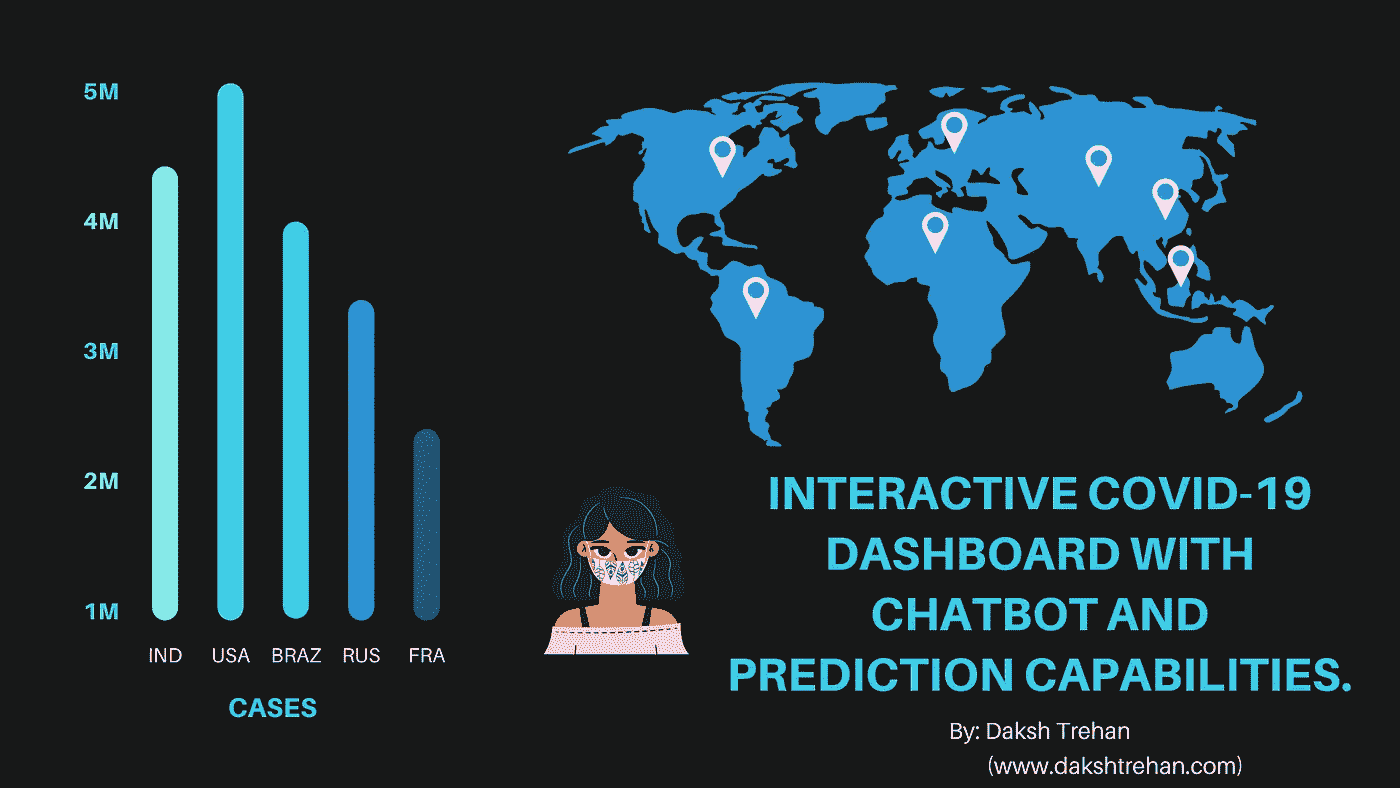 5M
4M
3M
2M
1M
IND USA BRAZ RUS FRA
CASES
INTERACTIVE COVID-19
DASHBOARD WITH
CHATBOT AND
PREDICTION CAPABILITIES.
By: Daksh Trehan
(www.dakshtrehan.com)